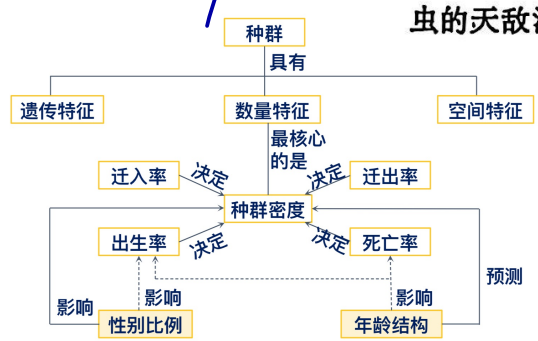 虫的天敌
种群
具有
遗传特征
数量特征
空间特征
最核心
的是
迁入率
决定
决定
迁出率
种群密度
出生率
决定
决定
死亡率
预测
影响
影响
影响
性别比例
年龄结构